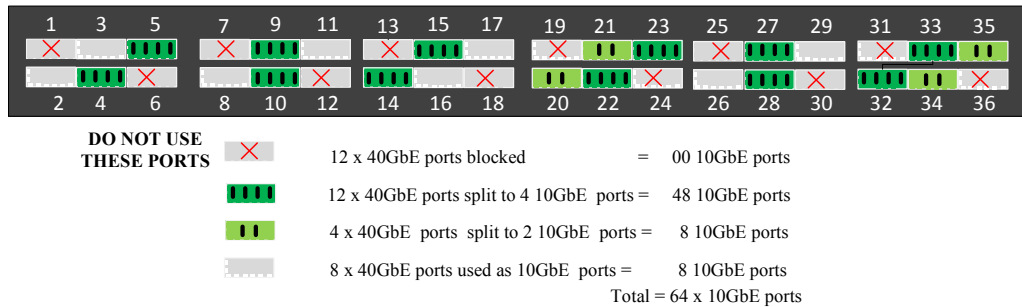 1 3 5 7 9 11 13 15 17 19 21 23 25 27 29 31 33 35
2 4 6 8 10 12 14 16 18 20 22 24 26 28 30 32 34 36
DO NOT USE
THESE PORTS
12 x 40GbE ports blocked = 00 10GbE ports
12 x 40GbE ports split to 4 10GbE ports = 48 10GbE ports
4 x 40GbE ports split to 2 10GbE ports = 8 10GbE ports
8 x 40GbE ports used as 10GbE ports = 8 10GbE ports
Total = 64 x 10GbE ports